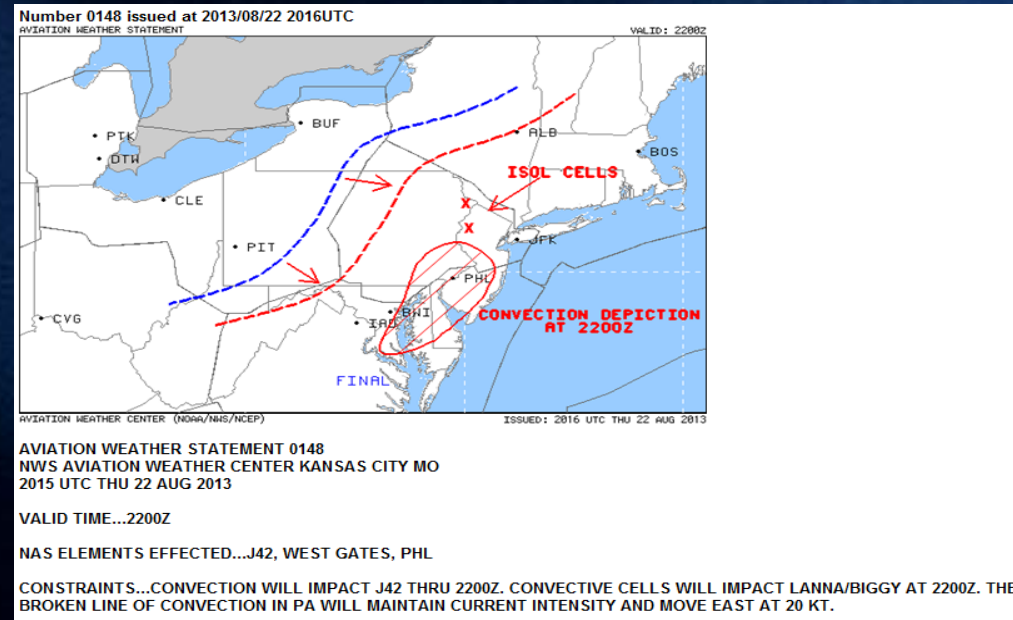 Number 0148 issued at 2013/08/22 2016UTC
AVIATION WEATHER STATEMENT VALID: 2200Z
BUF
PTK
ALB
DTW
BOS
ISOL CELLS
CLE
X
X
JFK
PIT
PHL
BWI
CVG
IAD
CONVECTION DEPICTION
AT 2200Z
FINAL
AVIATION WEATHER CENTER (NOAA/NWS/NCEP) ISSUED: 2016 UTC THU 22 AUG 2013
AVIATION WEATHER STATEMENT 0148
NWS AVIATION WEATHER CENTER KANSAS CITY MO
2015 UTC THU 22 AUG 2013
VALID TIME...2200Z
NAS ELEMENTS EFFECTED...J42, WEST GATES, PHL
CONSTRAINTS...CONVECTION WILL IMPACT J42 THRU 2200Z. CONVECTIVE CELLS WILL IMPACT LANNA/BIGGY AT 2200Z. THE
BROKEN LINE OF CONVECTION IN PA WILL MAINTAIN CURRENT INTENSITY AND MOVE EAST AT 20 KT.